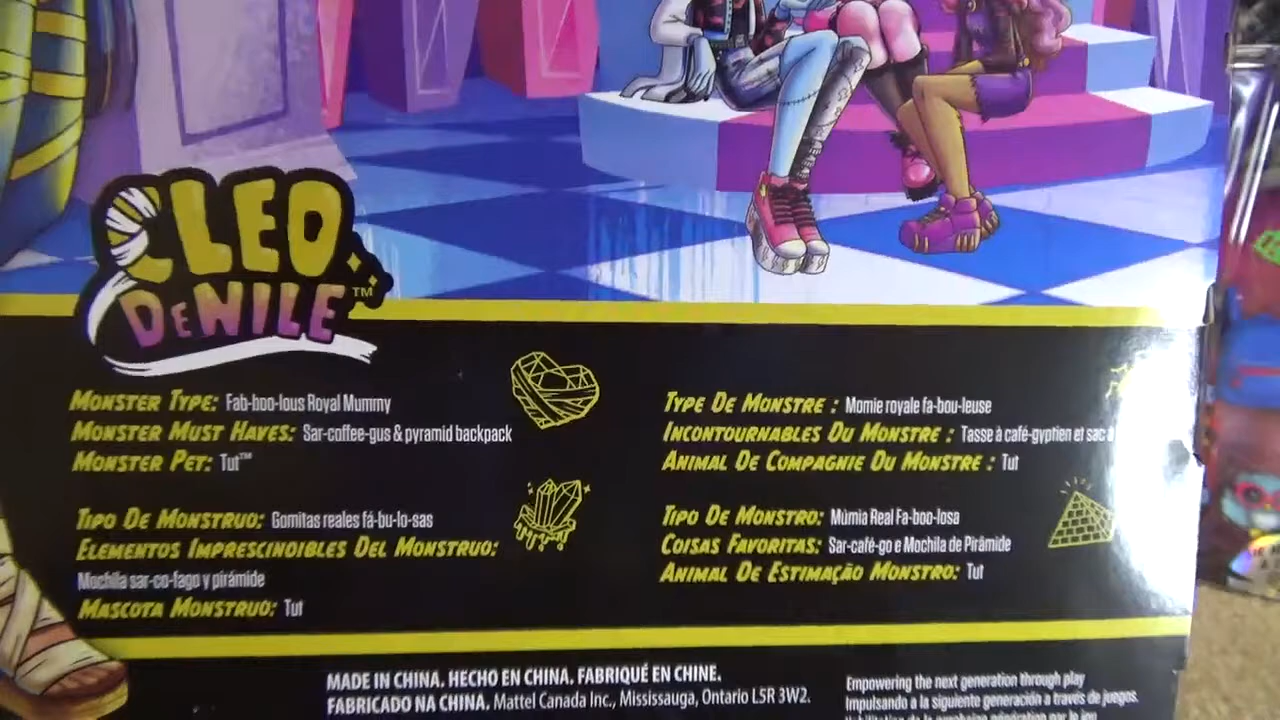 CLEO
DE NILE™
MONSTER TYPE: Fab-boo-lous Royal Mummy
MONSTER MUST HAVES: Sar-coffee-gus & pyramid backpack
MONSTER PET: Tut™
TIPO DE MONSTRUO: Gomitas reales fá-bu-lo-sas
ELEMENTOS IMPRESCINDIBLES DEL MONSTRUO:
Mochila sar-co-fago y pirámide
MASCOTA MONSTRUO: Tut
TYPE DE MONSTRE : Momie royale fa-bou-leuse
INCONTOURNABLES DU MONSTRE : Tasse à café-gyptien et sac à
ANIMAL DE COMPAGNIE DU MONSTRE : Tut
TIPO DE MONSTRO: Múmia Real Fa-boo-losa
COISAS FAVORITAS: Sar-café-go e Mochila de Pirâmide
ANIMAL DE ESTIMAÇÃO MONSTRO: Tut
MADE IN CHINA. HECHO EN CHINA. FABRIQUÉ EN CHINE.
FABRICADO NA CHINA. Mattel Canada Inc., Mississauga, Ontario L5R 3W2.
Empowering the next generation through play
Impulsando a la siguiente generación a través de juegos.